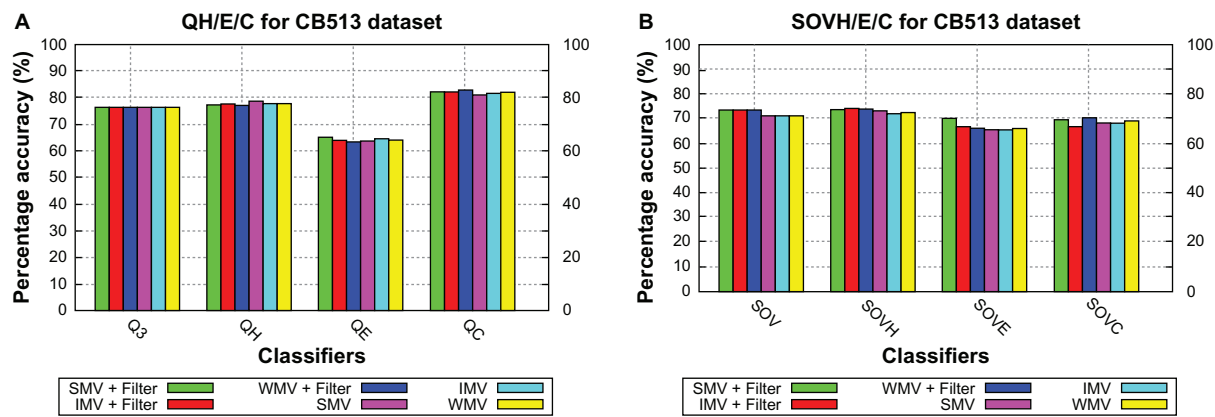 A
QH/E/C for CB513 dataset
Percentage accuracy (%)
100
90
80
70
60
50
40
30
20
10
0
100
80
60
40
20
0
Q3
QH
QE
QC
Classifiers
SMV + Filter
WMV + Filter
IMV
IMV + Filter
SMV
WMV
B
SOVH/E/C for CB513 dataset
Percentage accuracy (%)
100
90
80
70
60
50
40
30
20
10
0
100
80
60
40
20
0
SOV
SOVH
SOVE
SOVC
Classifiers
SMV + Filter
WMV + Filter
IMV
IMV + Filter
SMV
WMV